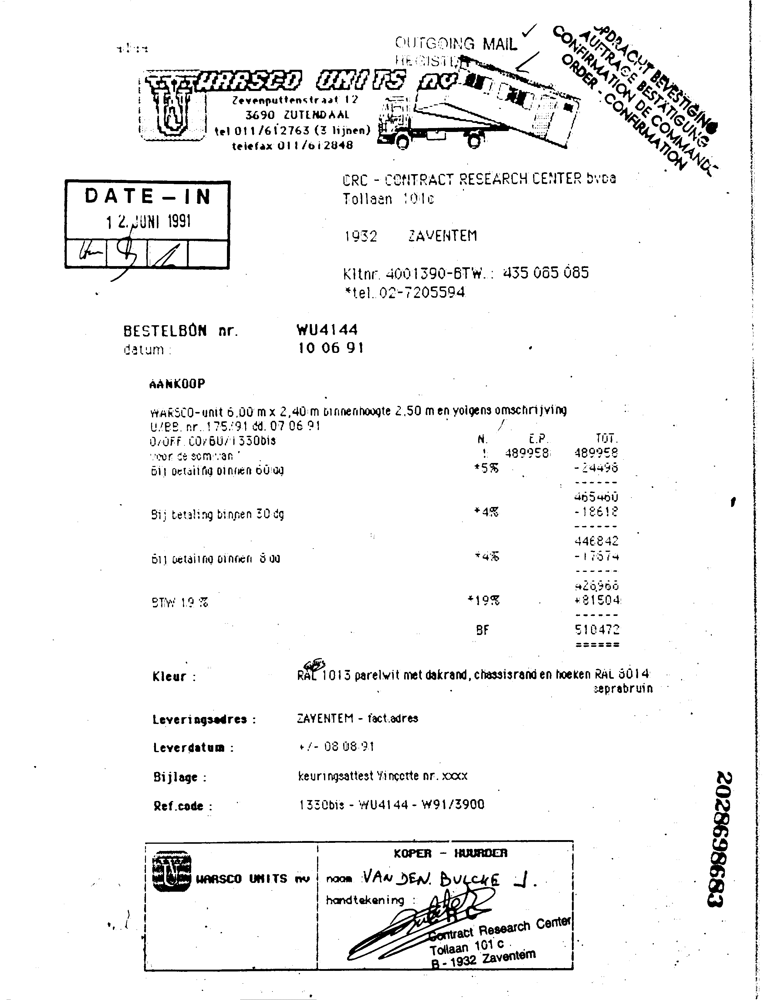 OUTGOING MAIL
REGISTER
OPDRACHT BEVESTIGING
AUFTRAGE BESTÄTIGUNG
CONFIRMATION DE COMMANDE
ORDER - CONFIRMATION
WARSCO UNITS nv
Zevenputtenstraat 12
3690 ZUTENDAAL
tel 011/612763 (3 lijnen)
telefax 011/612848
DATE-IN
12. JUNI 1991
CRC - CONTRACT RESEARCH CENTER bvba
Tollaan 101c
1932 ZAVENTEM
Kltnr. 4001390-BTW.: 435 065 085
*tel. 02-7205594
BESTELBON nr. WU4144
datum : 10 06 91
AANKOOP
WARSCO-unit 6,00 m x 2,40 m binnenhoogte 2,50 m en volgens omschrijving
U/BB. nr. 175/91 dd. 07 06 91
O/OFF. CO/BU/1330bis N. E.P. TOT.
voor de som van 1 489958 489958
Bij betaling binnen 60 dg *5% -24498
------
465460
Bij betaling binnen 30 dg *4% -18618
------
446842
Bij betaling binnen 8 dg *4% -17874
------
428968
BTW 19 % *19% +81504
------
BF 510472
======
Kleur : RAL 1013 parelwit met dakrand, chassisrand en hoeken RAL 8014
sepiabruin
Leveringsadres : ZAVENTEM - fact.adres
Leverdatum : +/- 08 08 91
Bijlage : keuringsattest Vinçotte nr. xxxx
Ref.code : 1330bis - WU4144 - W91/3900
2028698683
KOPER - HUURDER
WARSCO UNITS nv
naam VAN DEN BULCKE J.
handtekening :
CRC
Contract Research Center
Tollaan 101 c
B - 1932 Zaventem